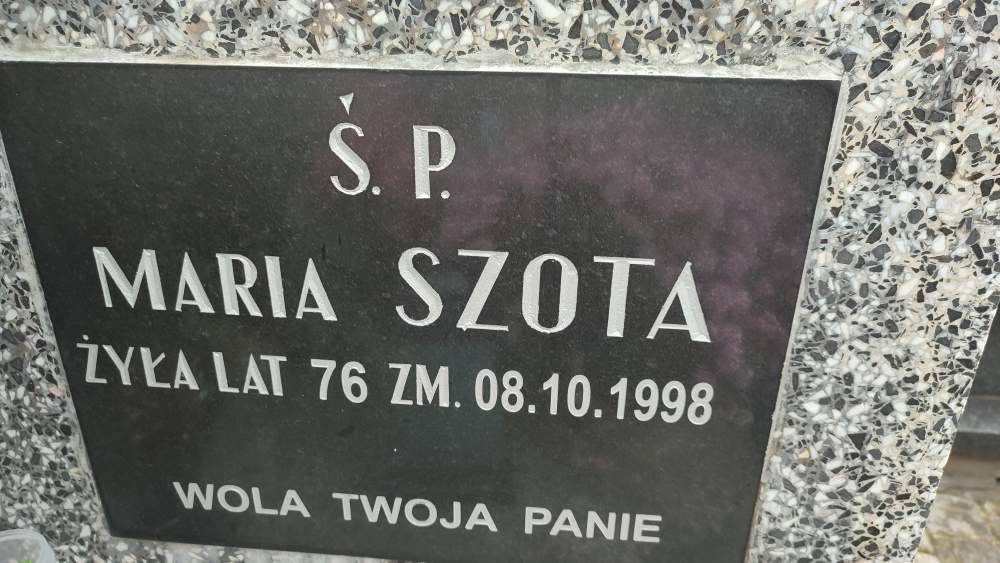 Ś. P.
MARIA SZOTA
ŻYŁA LAT 76 ZM. 08.10.1998
WOLA TWOJA PANIE